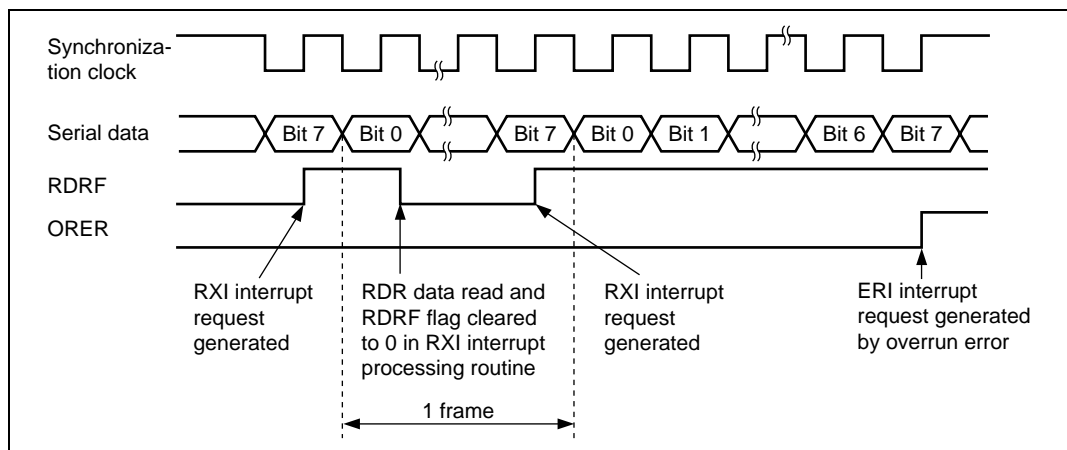 Synchroniza-
tion clock
Serial data
Bit 7
Bit 0
Bit 7
Bit 0
Bit 1
Bit 6
Bit 7
RDRF
ORER
RXI interrupt
request
generated
RDR data read and
RDRF flag cleared
to 0 in RXI interrupt
processing routine
RXI interrupt
request
generated
ERI interrupt
request generated
by overrun error
1 frame